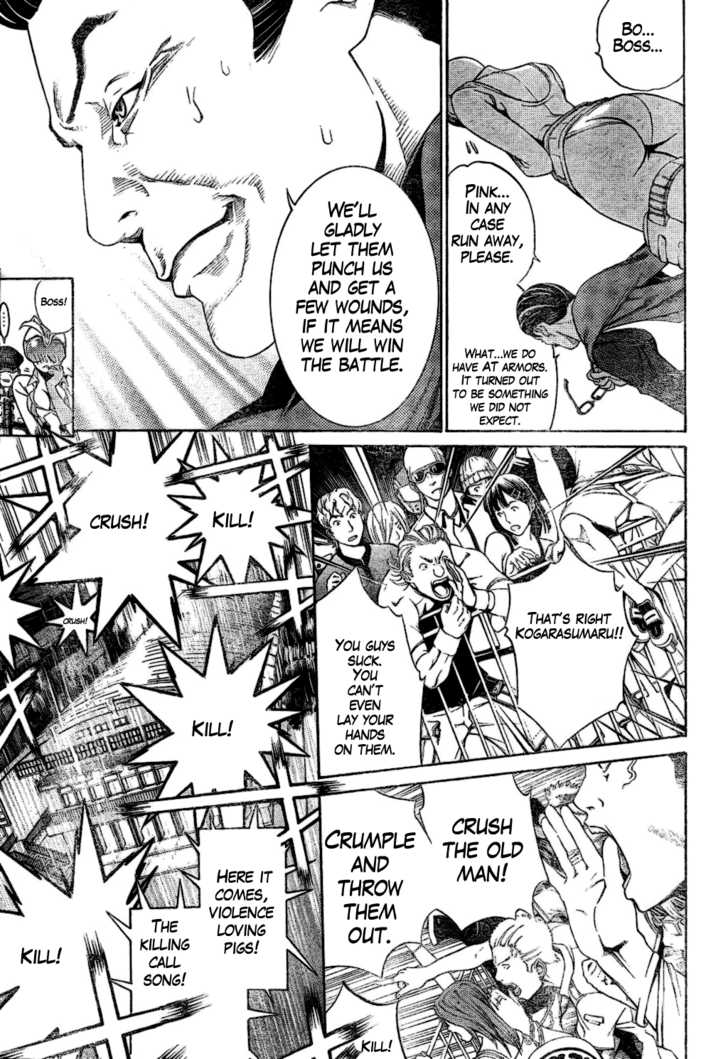 BO...
BOSS...
PINK...
IN ANY
CASE
RUN AWAY,
PLEASE.
WHAT...WE DO
HAVE AT ARMORS.
IT TURNED OUT
TO BE SOMETHING
WE DID NOT
EXPECT.
WE'LL
GLADLY
LET THEM
PUNCH US
AND GET A
FEW WOUNDS,
IF IT MEANS
WE WILL WIN
THE BATTLE.
BOSS!
......
THAT'S RIGHT
KOGARASUMARU!!
YOU GUYS
SUCK.
YOU
CAN'T
EVEN
LAY YOUR
HANDS
ON THEM.
KILL!
CRUSH!
CRUSH!
KILL!
CRUSH
THE OLD
MAN!
CRUMPLE
AND
THROW
THEM
OUT.
KILL!
HERE IT
COMES,
VIOLENCE
LOVING
PIGS!
THE
KILLING
CALL
SONG!
KILL!